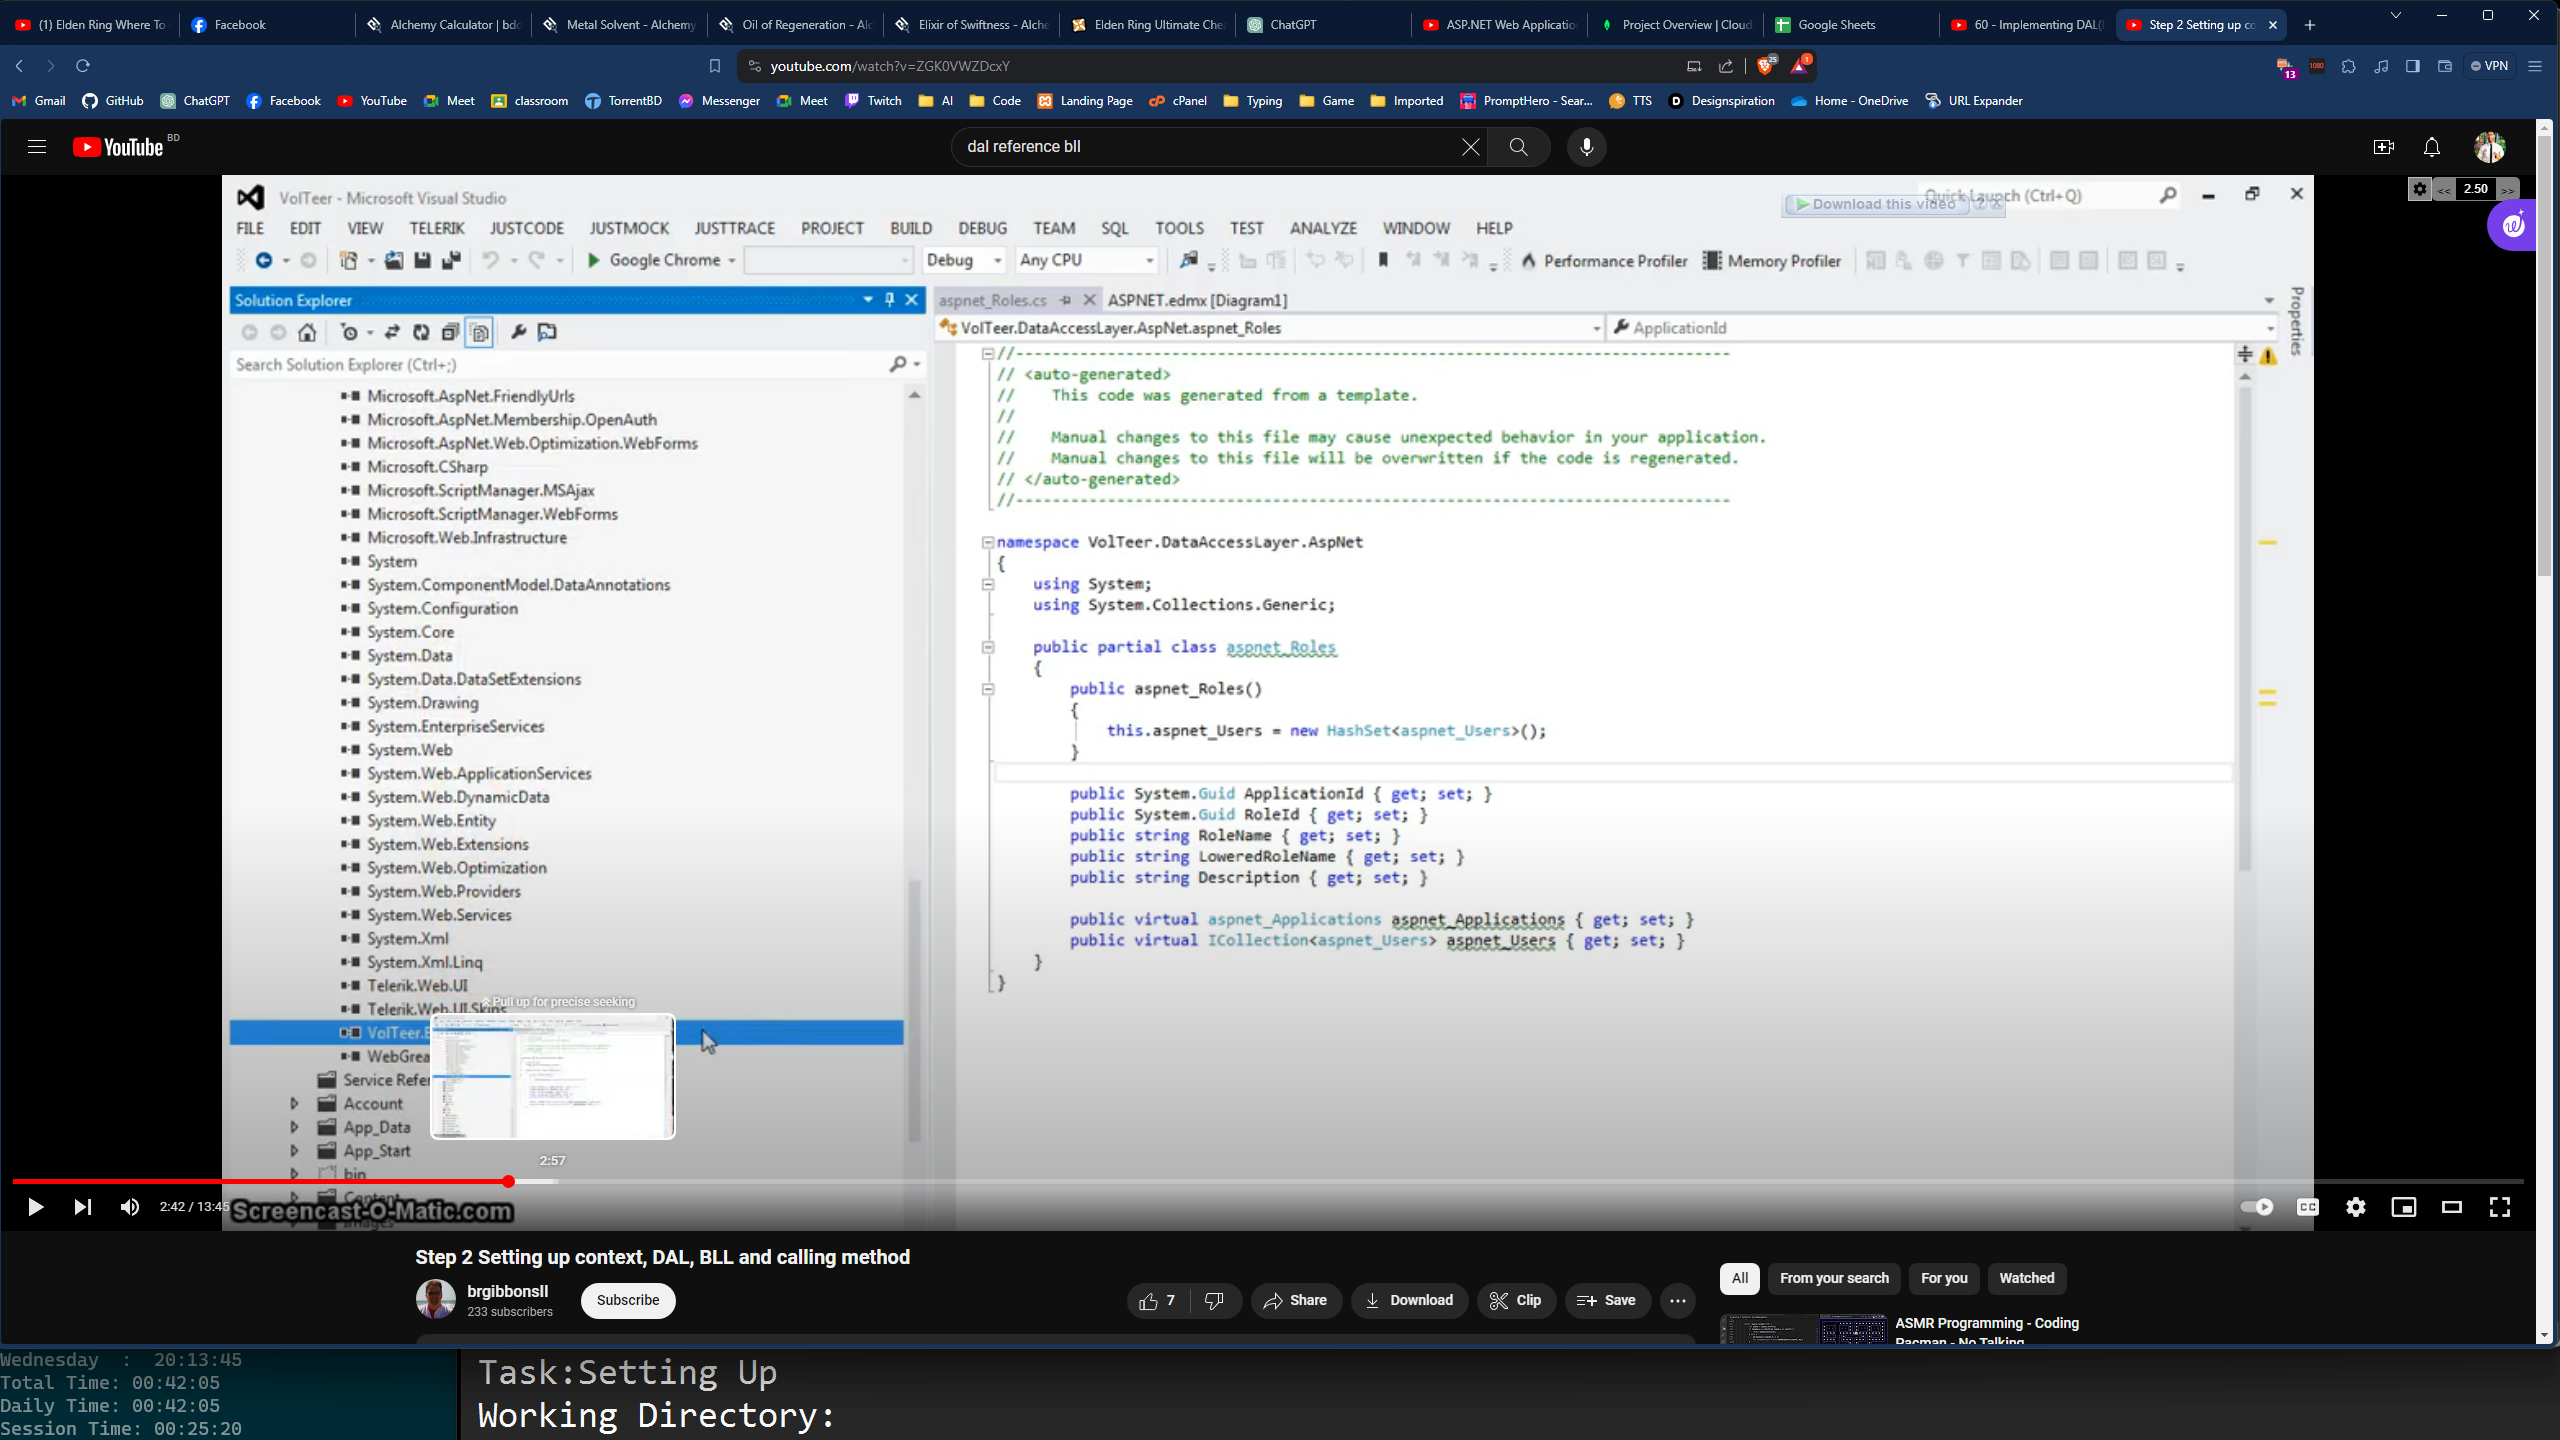 (1) Elden Ring Where To
Facebook
Alchemy Calculator | bdo
Metal Solvent - Alchemy
Oil of Regeneration - Alc
Elixir of Swiftness - Alche
Elden Ring Ultimate Che
ChatGPT
ASP.NET Web Application
Project Overview | Cloud
Google Sheets
60 - Implementing DAL(
Step 2 Setting up co
youtube.com/watch?v=ZGK0VWZDcxY
25
1
13
1080
VPN
Gmail GitHub ChatGPT Facebook YouTube Meet classroom TorrentBD Messenger Meet Twitch AI Code Landing Page cPanel Typing Game Imported PromptHero - Sear... TTS Designspiration Home - OneDrive URL Expander
YouTube BD
dal reference bll
VolTeer - Microsoft Visual Studio
Quick Launch (Ctrl+Q)
Download this video
<< 2.50 >>
FILE EDIT VIEW TELERIK JUSTCODE JUSTMOCK JUSTTRACE PROJECT BUILD DEBUG TEAM SQL TOOLS TEST ANALYZE WINDOW HELP
Google Chrome Debug Any CPU Performance Profiler Memory Profiler
Solution Explorer
Search Solution Explorer (Ctrl+;)
Microsoft.AspNet.FriendlyUrls
Microsoft.AspNet.Membership.OpenAuth
Microsoft.AspNet.Web.Optimization.WebForms
Microsoft.CSharp
Microsoft.ScriptManager.MSAjax
Microsoft.ScriptManager.WebForms
Microsoft.Web.Infrastructure
System
System.ComponentModel.DataAnnotations
System.Configuration
System.Core
System.Data
System.Data.DataSetExtensions
System.Drawing
System.EnterpriseServices
System.Web
System.Web.ApplicationServices
System.Web.DynamicData
System.Web.Entity
System.Web.Extensions
System.Web.Optimization
System.Web.Providers
System.Web.Services
System.Xml
System.Xml.Linq
Telerik.Web.UI
Telerik.Web.UI.Skins
VolTeer.B
WebGrea
Service Refer
Account
App_Data
App_Start
bin
Content
Images
aspnet_Roles.cs ASPNET.edmx [Diagram1]
VolTeer.DataAccessLayer.AspNet.aspnet_Roles ApplicationId
Properties
//------------------------------------------------------------------------------
// <auto-generated>
// This code was generated from a template.
//
// Manual changes to this file may cause unexpected behavior in your application.
// Manual changes to this file will be overwritten if the code is regenerated.
// </auto-generated>
//------------------------------------------------------------------------------
namespace VolTeer.DataAccessLayer.AspNet
{
using System;
using System.Collections.Generic;
public partial class aspnet_Roles
{
public aspnet_Roles()
{
this.aspnet_Users = new HashSet<aspnet_Users>();
}
public System.Guid ApplicationId { get; set; }
public System.Guid RoleId { get; set; }
public string RoleName { get; set; }
public string LoweredRoleName { get; set; }
public string Description { get; set; }
public virtual aspnet_Applications aspnet_Applications { get; set; }
public virtual ICollection<aspnet_Users> aspnet_Users { get; set; }
}
}
Pull up for precise seeking
2:57
2:42 / 13:45
Screencast-O-Matic.com
CC
Step 2 Setting up context, DAL, BLL and calling method
brgibbonsll
233 subscribers
Subscribe
7
Share
Download
Clip
Save
All
From your search
For you
Watched
ASMR Programming - Coding
Pacman - No Talking
Wednesday : 20:13:45
Total Time: 00:42:05
Daily Time: 00:42:05
Session Time: 00:25:20
Task:Setting Up
Working Directory: